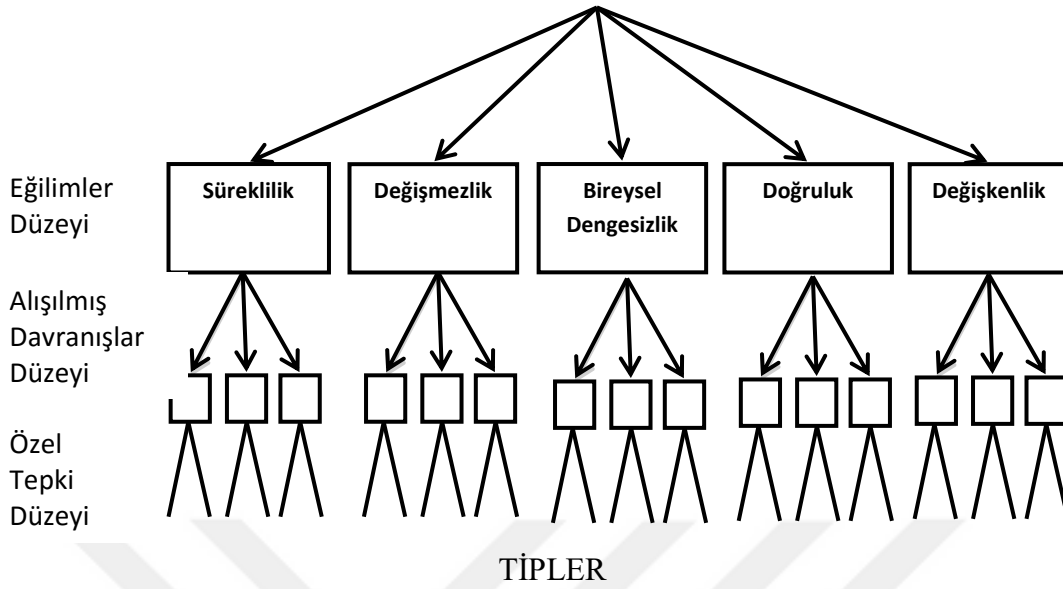 Eğilimler
Düzeyi
Süreklilik
Değişmezlik
Bireysel
Dengesizlik
Doğruluk
Değişkenlik
Alışılmış
Davranışlar
Düzeyi
Özel
Tepki
Düzeyi
TİPLER